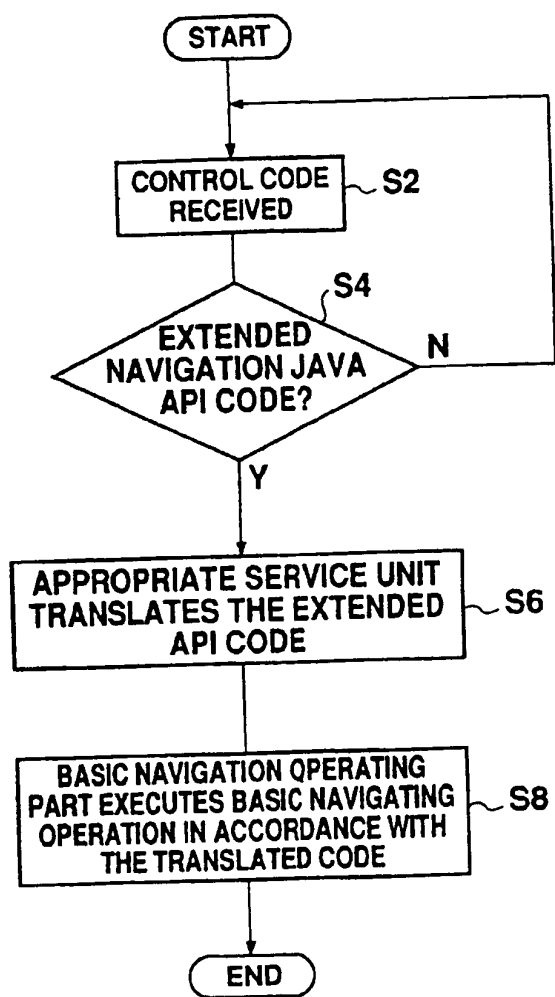 START
CONTROL CODE
RECEIVED
S2
S4
EXTENDED
NAVIGATION JAVA
API CODE?
N
Y
APPROPRIATE SERVICE UNIT
TRANSLATES THE EXTENDED
API CODE
S6
BASIC NAVIGATION OPERATING
PART EXECUTES BASIC NAVIGATING
OPERATION IN ACCORDANCE WITH
THE TRANSLATED CODE
S8
END